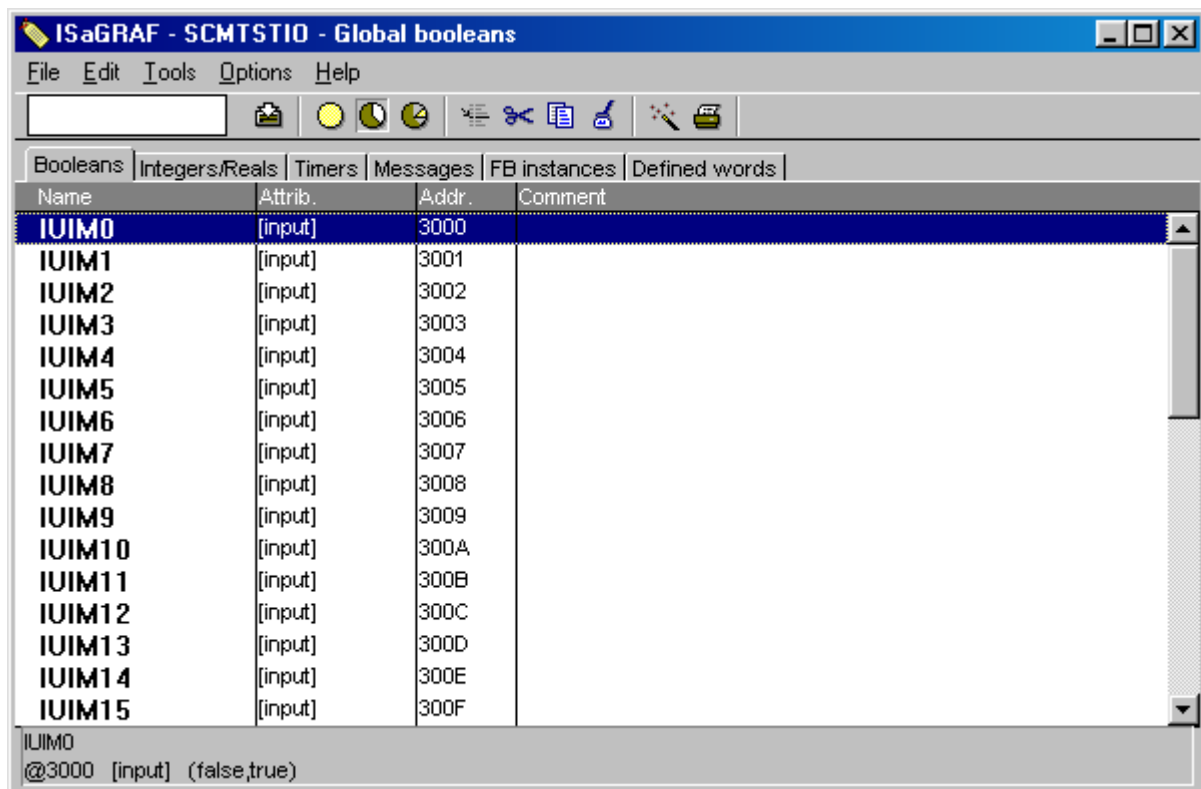 ISaGRAF - SCMTSTIO - Global booleans
File Edit Tools Options Help
Booleans Integers/Reals Timers Messages FB instances Defined words
Name Attrib. Addr. Comment
IUIM0 [input] 3000
IUIM1 [input] 3001
IUIM2 [input] 3002
IUIM3 [input] 3003
IUIM4 [input] 3004
IUIM5 [input] 3005
IUIM6 [input] 3006
IUIM7 [input] 3007
IUIM8 [input] 3008
IUIM9 [input] 3009
IUIM10 [input] 300A
IUIM11 [input] 300B
IUIM12 [input] 300C
IUIM13 [input] 300D
IUIM14 [input] 300E
IUIM15 [input] 300F
IUIM0
@3000 [input] (false,true)